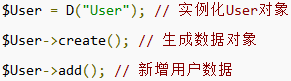 $User = D("User"); // 实例化User对象
$User->create(); // 生成数据对象
$User->add(); // 新增用户数据